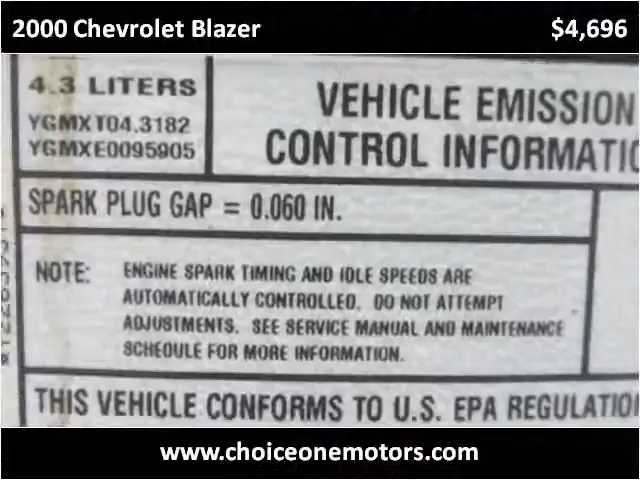 2000 Chevrolet Blazer $4,696
4.3 LITERS
YGMXT04.3182
YGMXE0095905
VEHICLE EMISSION
CONTROL INFORMATIO
SPARK PLUG GAP = 0.060 IN.
NOTE: ENGINE SPARK TIMING AND IDLE SPEEDS ARE
AUTOMATICALLY CONTROLLED. DO NOT ATTEMPT
ADJUSTMENTS. SEE SERVICE MANUAL AND MAINTENANCE
SCHEDULE FOR MORE INFORMATION.
THIS VEHICLE CONFORMS TO U.S. EPA REGULATIO
www.choiceonemotors.com